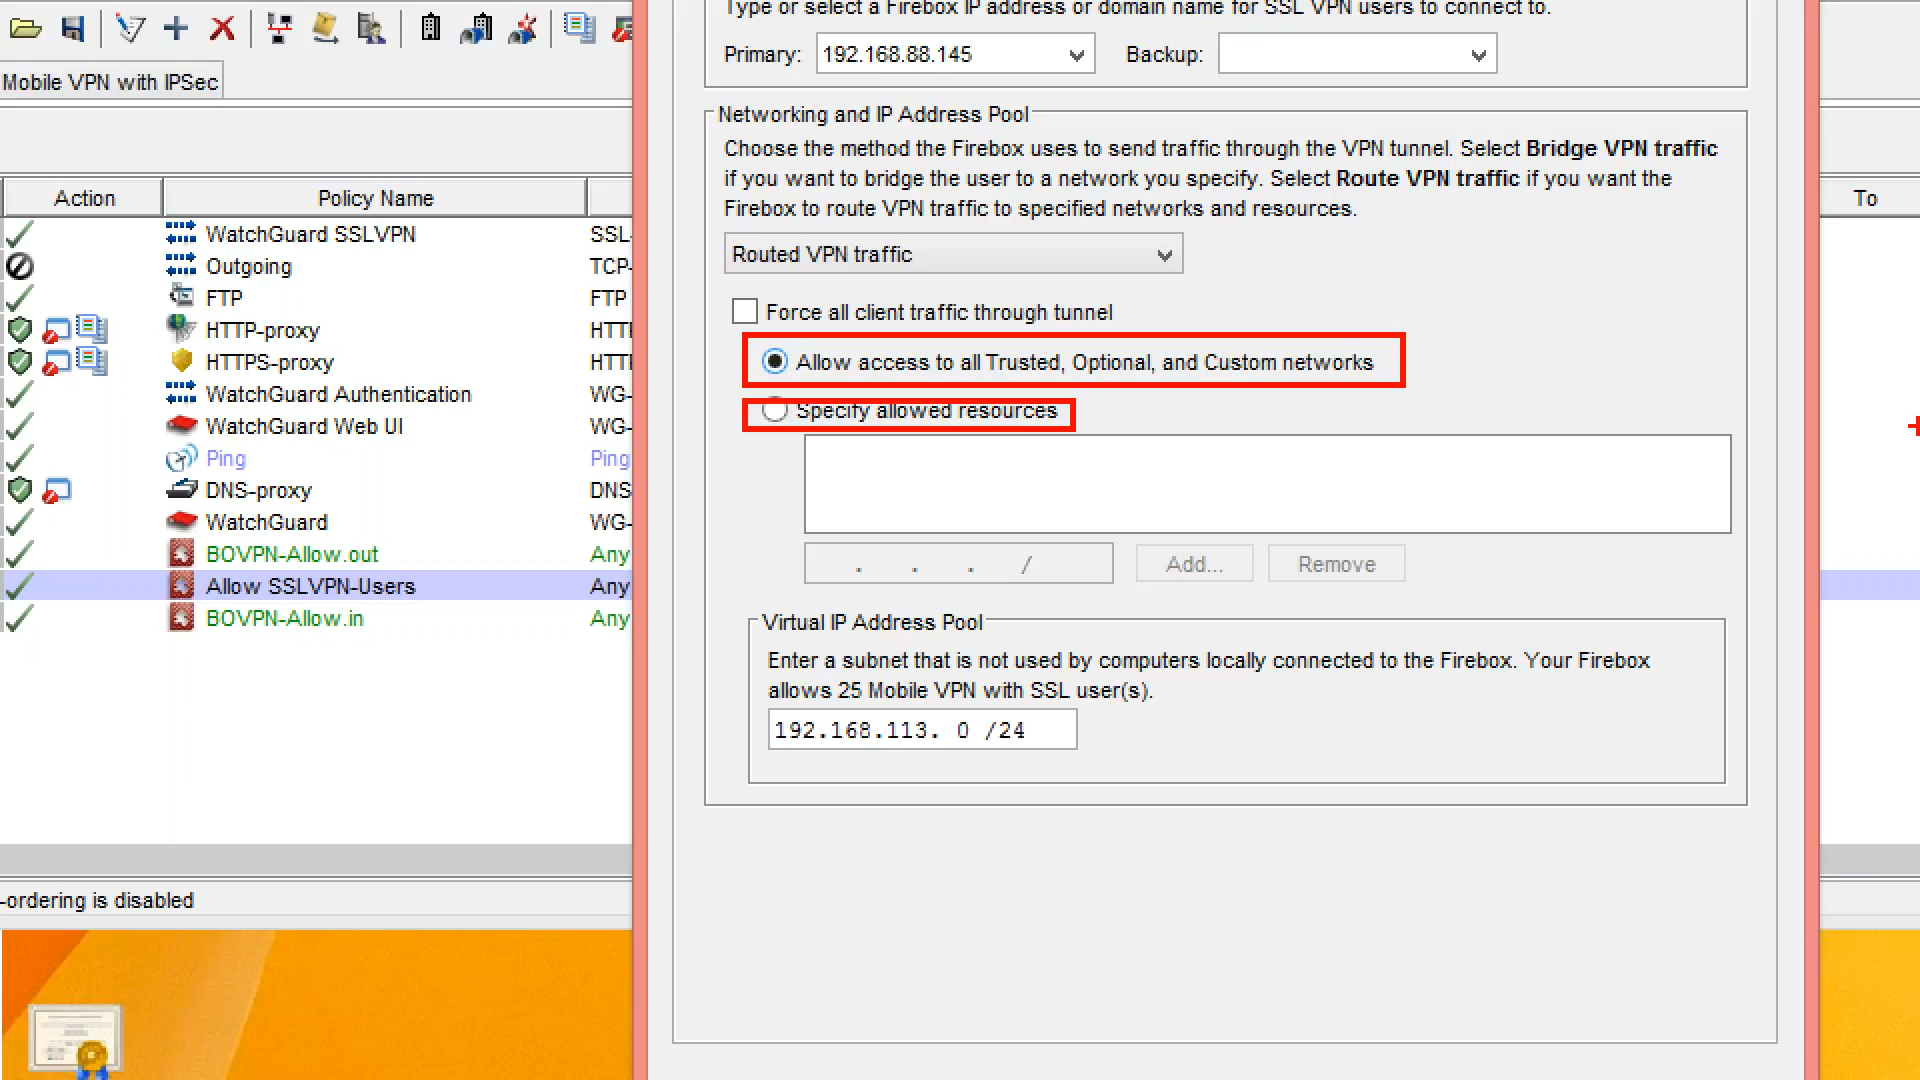 Type or select a Firebox IP address or domain name for SSL VPN users to connect to.
Primary: 192.168.88.145 Backup:
Mobile VPN with IPSec
Networking and IP Address Pool
Choose the method the Firebox uses to send traffic through the VPN tunnel. Select Bridge VPN traffic
if you want to bridge the user to a network you specify. Select Route VPN traffic if you want the
Firebox to route VPN traffic to specified networks and resources.
Routed VPN traffic
Force all client traffic through tunnel
Allow access to all Trusted, Optional, and Custom networks
Specify allowed resources
. . . /
Add... Remove
Virtual IP Address Pool
Enter a subnet that is not used by computers locally connected to the Firebox. Your Firebox
allows 25 Mobile VPN with SSL user(s).
192.168.113. 0 /24
Action Policy Name To
WatchGuard SSLVPN SSL-
Outgoing TCP-
FTP FTP
HTTP-proxy HTT
HTTPS-proxy HTT
WatchGuard Authentication WG-
WatchGuard Web UI WG-
Ping Ping
DNS-proxy DNS
WatchGuard WG-
BOVPN-Allow.out Any
Allow SSLVPN-Users Any
BOVPN-Allow.in Any
-ordering is disabled